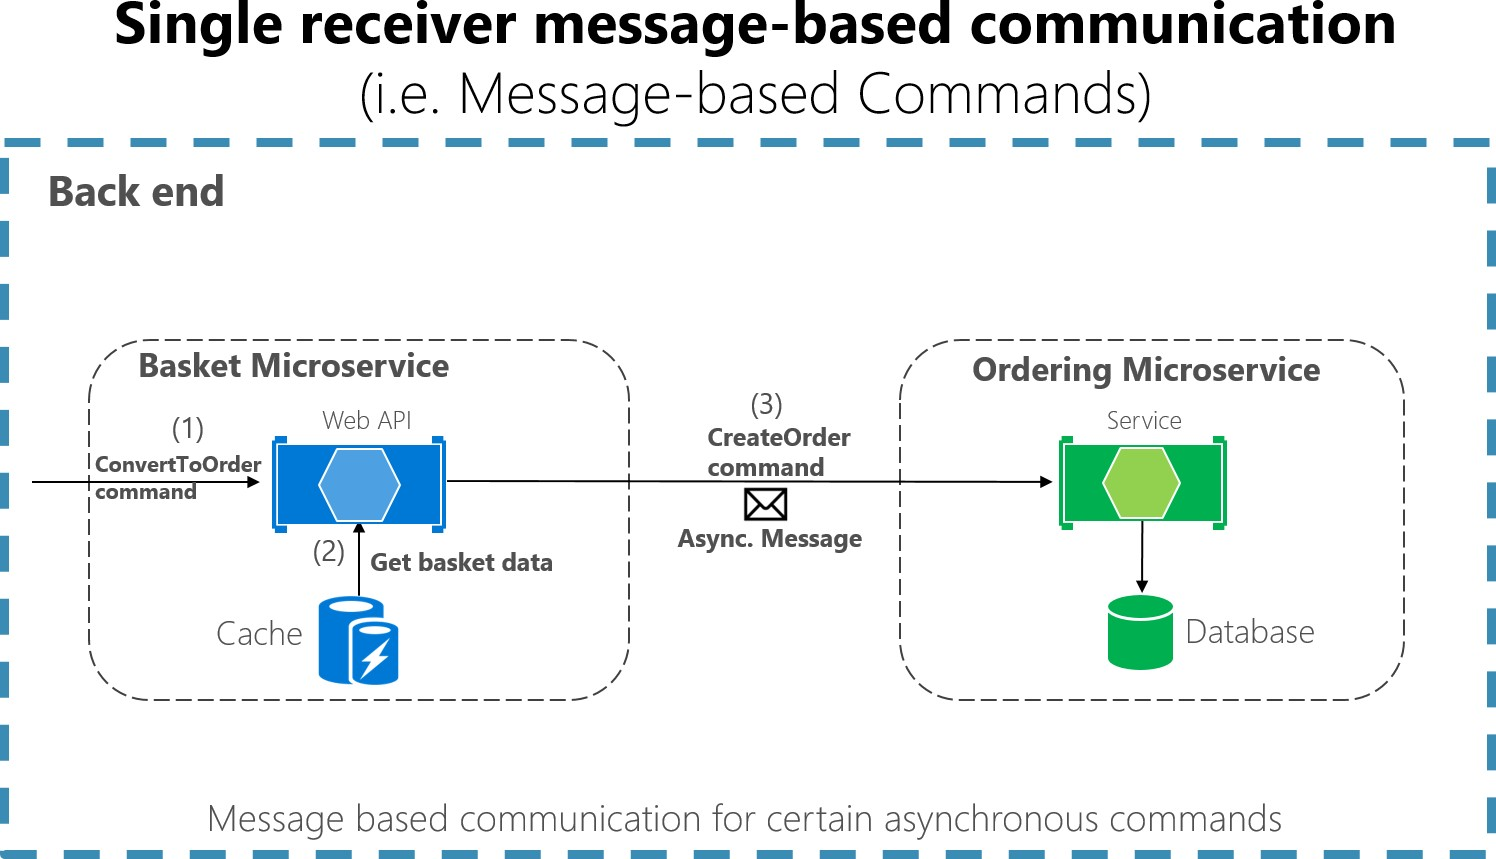 Single receiver message-based communication
(i.e. Message-based Commands)
Back end
Basket Microservice
Web API
(1)
ConvertToOrder
command
(2)
Get basket data
Cache
(3)
CreateOrder
command
Async. Message
Ordering Microservice
Service
Database
Message based communication for certain asynchronous commands